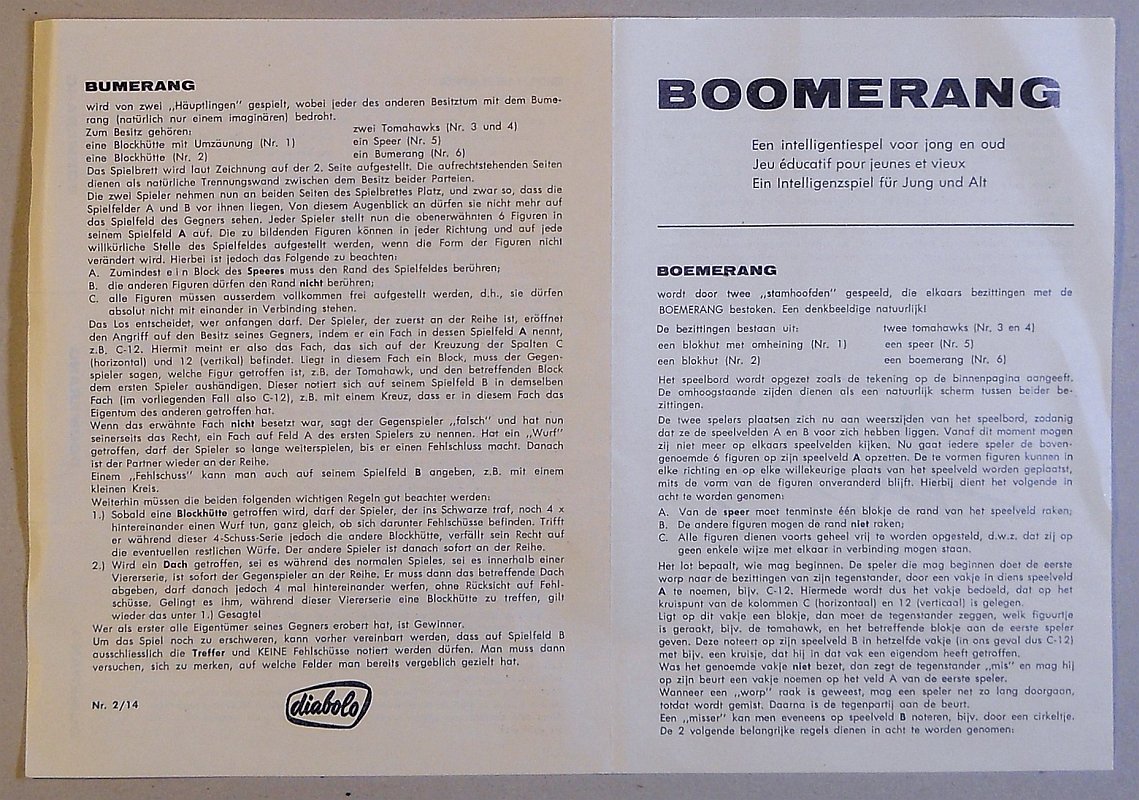 BUMERANG
wird von zwei „Häuptlingen" gespielt, wobei jeder des anderen Besitztum mit dem Bume-
rang (natürlich nur einem imaginären) bedroht.
Zum Besitz gehören: zwei Tomahawks (Nr. 3 und 4)
eine Blockhütte mit Umzäunung (Nr. 1) ein Speer (Nr. 5)
eine Blockhütte (Nr. 2) ein Bumerang (Nr. 6)
Das Spielbrett wird laut Zeichnung auf der 2. Seite aufgestellt. Die aufrechtstehenden Seiten
dienen als natürliche Trennungswand zwischen dem Besitz beider Parteien.
Die zwei Spieler nehmen nun an beiden Seiten des Spielbrettes Platz, und zwar so, dass die
Spielfelder A und B vor ihnen liegen. Von diesem Augenblick an dürfen sie nicht mehr auf
das Spielfeld des Gegners sehen. Jeder Spieler stellt nun die obenerwähnten 6 Figuren in
seinem Spielfeld A auf. Die zu bildenden Figuren können in jeder Richtung und auf jede
willkürliche Stelle des Spielfeldes aufgestellt werden, wenn die Form der Figuren nicht
verändert wird. Hierbei ist jedoch das Folgende zu beachten:
A. Zumindest ein Block des Speeres muss den Rand des Spielfeldes berühren;
B. die anderen Figuren dürfen den Rand nicht berühren;
C. alle Figuren müssen ausserdem vollkommen frei aufgestellt werden, d.h., sie dürfen
absolut nicht mit einander in Verbindung stehen.
Das Los entscheidet, wer anfangen darf. Der Spieler, der zuerst an der Reihe ist, eröffnet
den Angriff auf den Besitz seines Gegners, indem er ein Fach in dessen Spielfeld A nennt,
z.B. C-12. Hiermit meint er also das Fach, das sich auf der Kreuzung der Spalten C
(horizontal) und 12 (vertikal) befindet. Liegt in diesem Fach ein Block, muss der Gegen-
spieler sagen, welche Figur getroffen ist, z.B. der Tomahawk, und den betreffenden Block
dem ersten Spieler aushändigen. Dieser notiert sich auf seinem Spielfeld B in demselben
Fach (im vorliegenden Fall also C-12), z.B. mit einem Kreuz, dass er in diesem Fach das
Eigentum des anderen getroffen hat.
Wenn das erwähnte Fach nicht besetzt war, sagt der Gegenspieler „falsch" und hat nun
seinerseits das Recht, ein Fach auf Feld A des ersten Spielers zu nennen. Hat ein „Wurf"
getroffen, darf der Spieler so lange weiterspielen, bis er einen Fehlschluss macht. Danach
ist der Partner wieder an der Reihe.
Einem „Fehlschuss" kann man auch auf seinem Spielfeld B angeben, z.B. mit einem
kleinen Kreis.
Weiterhin müssen die beiden folgenden wichtigen Regeln gut beachtet werden:
1.) Sobald eine Blockhütte getroffen wird, darf der Spieler, der ins Schwarze traf, noch 4 x
hintereinander einen Wurf tun, ganz gleich, ob sich darunter Fehlschüsse befinden. Trifft
er während dieser 4-Schuss-Serie jedoch die andere Blockhütte, verfällt sein Recht auf
die eventuellen restlichen Würfe. Der andere Spieler ist danach sofort an der Reihe.
2.) Wird ein Dach getroffen, sei es während des normalen Spieles, sei es innerhalb einer
Viererserie, ist sofort der Gegenspieler an der Reihe. Er muss dann das betreffende Dach
abgeben, darf danach jedoch 4 mal hintereinander werfen, ohne Rücksicht auf Fehl-
schüsse. Gelingt es ihm, während dieser Viererserie eine Blockhütte zu treffen, gilt
wieder das unter 1.) Gesagte!
Wer als erster alle Eigentümer seines Gegners erobert hat, ist Gewinner.
Um das Spiel noch zu erschweren, kann vorher vereinbart werden, dass auf Spielfeld B
ausschliesslich die Treffer und KEINE Fehlschüsse notiert werden dürfen. Man muss dann
versuchen, sich zu merken, auf welche Felder man bereits vergeblich gezielt hat.
Nr. 2/14
diabolo
BOOMERANG
Een intelligentiespel voor jong en oud
Jeu éducatif pour jeunes et vieux
Ein Intelligenzspiel für Jung und Alt
BOEMERANG
wordt door twee „stamhoofden" gespeeld, die elkaars bezittingen met de
BOEMERANG bestoken. Een denkbeeldige natuurlijk!
De bezittingen bestaan uit: twee tomahawks (Nr. 3 en 4)
een blokhut met omheining (Nr. 1) een speer (Nr. 5)
een blokhut (Nr. 2) een boemerang (Nr. 6)
Het speelbord wordt opgezet zoals de tekening op de binnenpagina aangeeft.
De omhoogstaande zijden dienen als een natuurlijk scherm tussen beider be-
zittingen.
De twee spelers plaatsen zich nu aan weerszijden van het speelbord, zodanig
dat ze de speelvelden A en B voor zich hebben liggen. Vanaf dit moment mogen
zij niet meer op elkaars speelvelden kijken. Nu gaat iedere speler de boven-
genoemde 6 figuren op zijn speelveld A opzetten. De te vormen figuren kunnen in
elke richting en op elke willekeurige plaats van het speelveld worden geplaatst,
mits de vorm van de figuren onveranderd blijft. Hierbij dient het volgende in
acht te worden genomen:
A. Van de speer moet tenminste één blokje de rand van het speelveld raken;
B. De andere figuren mogen de rand niet raken;
C. Alle figuren dienen voorts geheel vrij te worden opgesteld, d.w.z. dat zij op
geen enkele wijze met elkaar in verbinding mogen staan.
Het lot bepaalt, wie mag beginnen. De speler die mag beginnen doet de eerste
worp naar de bezittingen van zijn tegenstander, door een vakje in diens speelveld
A te noemen, bijv. C-12. Hiermede wordt dus het vakje bedoeld, dat op het
kruispunt van de kolommen C (horizontaal) en 12 (verticaal) is gelegen.
Ligt op dit vakje een blokje, dan moet de tegenstander zeggen, welk figuurtje
is geraakt, bijv. de tomahawk, en het betreffende blokje aan de eerste speler
geven. Deze noteert op zijn speelveld B in hetzelfde vakje (in ons geval dus C-12)
met bijv. een kruisje, dat hij in dat vak een eigendom heeft getroffen.
Was het genoemde vakje niet bezet, dan zegt de tegenstander „mis" en mag hij
op zijn beurt een vakje noemen op het veld A van de eerste speler.
Wanneer een „worp" raak is geweest, mag een speler net zo lang doorgaan,
totdat wordt gemist. Daarna is de tegenpartij aan de beurt.
Een „misser" kan men eveneens op speelveld B noteren, bijv. door een cirkeltje.
De 2 volgende belangrijke regels dienen in acht te worden genomen: